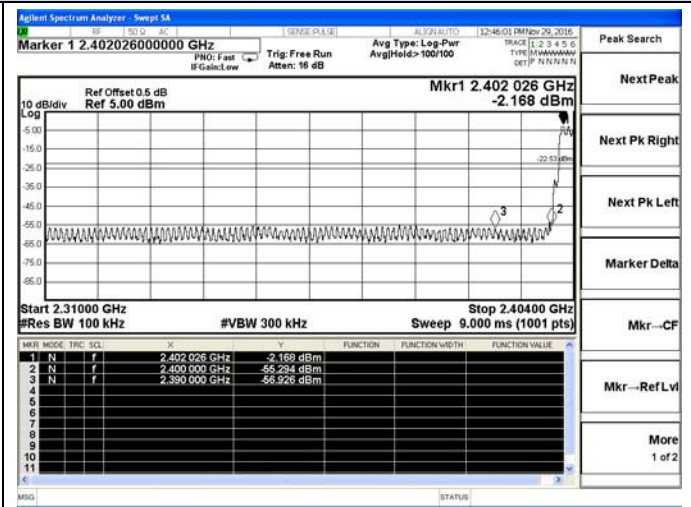 Agilent Spectrum Analyzer - Swept SA
RF 50 Ω AC SENSE:PULSE ALIGN AUTO 12:46:01 PM Nov 29, 2016
Marker 1 2.402026000000 GHz
PNO: Fast
IFGain:Low
Trig: Free Run
Atten: 16 dB
Avg Type: Log-Pwr
Avg|Hold:> 100/100
TRACE 1 2 3 4 5 6
TYPE MWWWWW
DET P N N N N N
Peak Search
Next Peak
Next Pk Right
Next Pk Left
Marker Delta
Mkr→CF
Mkr→Ref Lvl
More
1 of 2
Ref Offset 0.5 dB
10 dB/div Ref 5.00 dBm
Log
Mkr1 2.402 026 GHz
-2.168 dBm
-5.00
-15.0
-22.53 dBm
-25.0
-35.0
-45.0
3
2
-55.0
-65.0
-75.0
-85.0
Start 2.31000 GHz Stop 2.40400 GHz
#Res BW 100 kHz #VBW 300 kHz Sweep 9.000 ms (1001 pts)
MKR MODE TRC SCL X Y FUNCTION FUNCTION WIDTH FUNCTION VALUE
1 N f 2.402 026 GHz -2.168 dBm
2 N f 2.400 000 GHz -55.294 dBm
3 N f 2.390 000 GHz -56.926 dBm
4
5
6
7
8
9
10
11
MSG STATUS